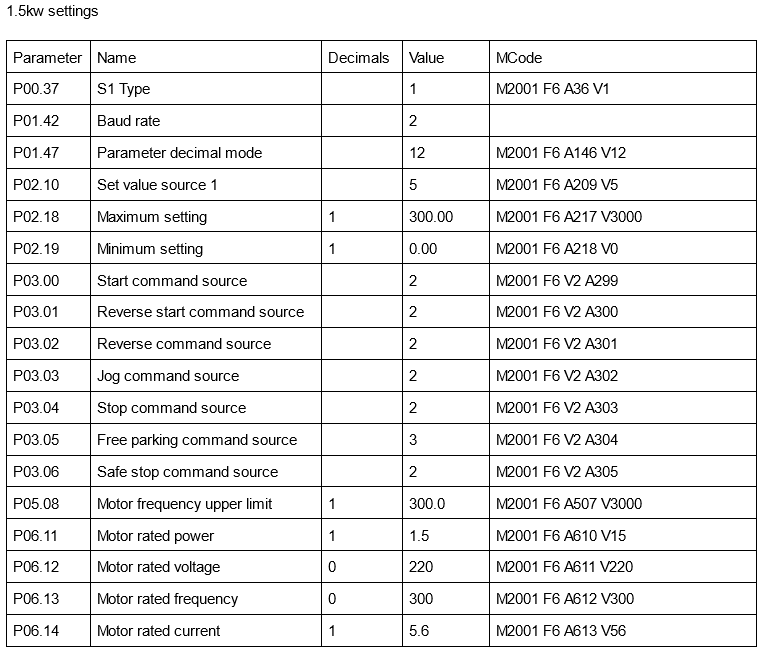 1.5kw settings
Parameter Name Decimals Value MCode
P00.37 S1 Type 1 M2001 F6 A36 V1
P01.42 Baud rate 2
P01.47 Parameter decimal mode 12 M2001 F6 A146 V12
P02.10 Set value source 1 5 M2001 F6 A209 V5
P02.18 Maximum setting 1 300.00 M2001 F6 A217 V3000
P02.19 Minimum setting 1 0.00 M2001 F6 A218 V0
P03.00 Start command source 2 M2001 F6 V2 A299
P03.01 Reverse start command source 2 M2001 F6 V2 A300
P03.02 Reverse command source 2 M2001 F6 V2 A301
P03.03 Jog command source 2 M2001 F6 V2 A302
P03.04 Stop command source 2 M2001 F6 V2 A303
P03.05 Free parking command source 3 M2001 F6 V2 A304
P03.06 Safe stop command source 2 M2001 F6 V2 A305
P05.08 Motor frequency upper limit 1 300.0 M2001 F6 A507 V3000
P06.11 Motor rated power 1 1.5 M2001 F6 A610 V15
P06.12 Motor rated voltage 0 220 M2001 F6 A611 V220
P06.13 Motor rated frequency 0 300 M2001 F6 A612 V300
P06.14 Motor rated current 1 5.6 M2001 F6 A613 V56